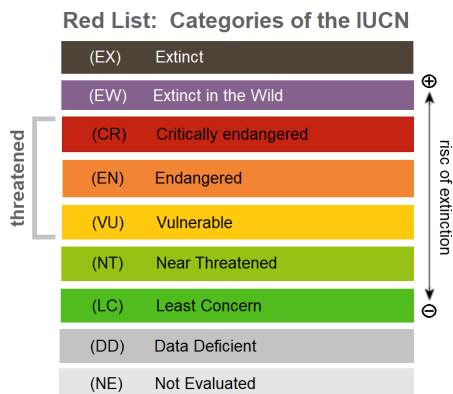 Red List: Categories of the IUCN
(EX) Extinct
(EW) Extinct in the Wild
(CR) Critically endangered
(EN) Endangered
(VU) Vulnerable
(NT) Near Threatened
(LC) Least Concern
(DD) Data Deficient
(NE) Not Evaluated
threatened
risc of extinction